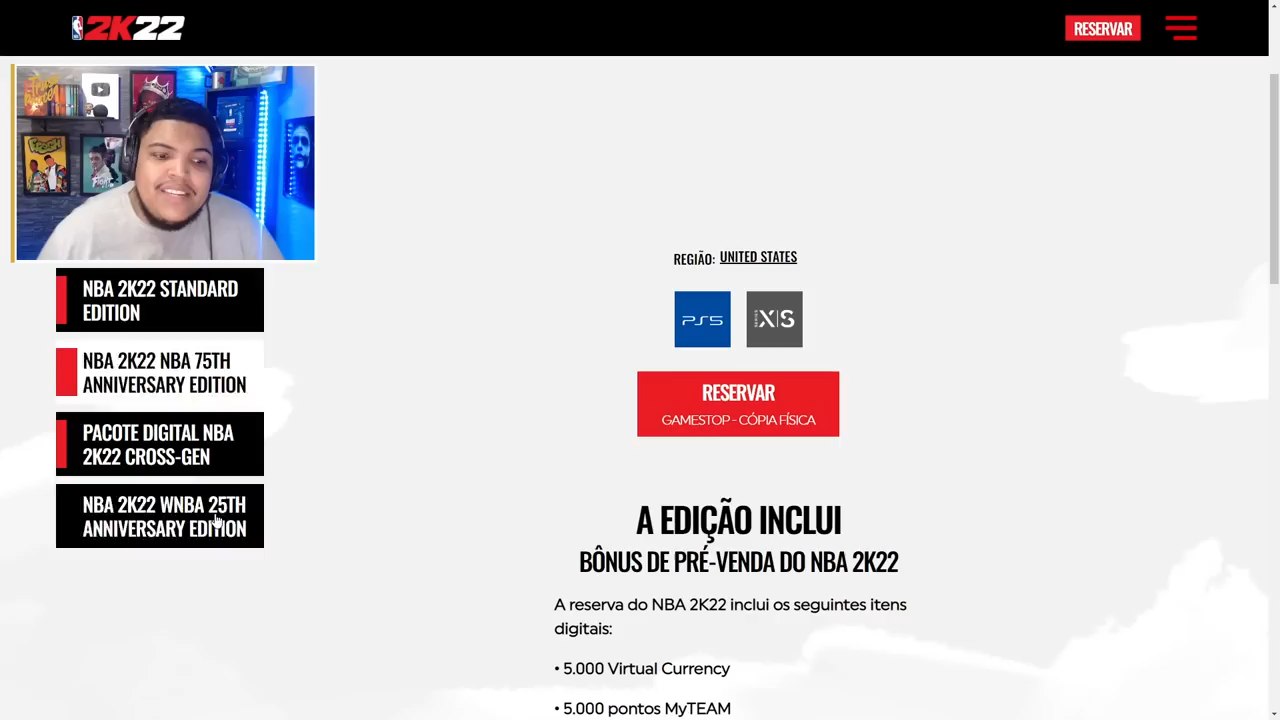 2K22
RESERVAR
REGIÃO: UNITED STATES
PS5
SERIES X|S
RESERVAR
GAMESTOP - CÓPIA FÍSICA
NBA 2K22 STANDARD
EDITION
NBA 2K22 NBA 75TH
ANNIVERSARY EDITION
PACOTE DIGITAL NBA
2K22 CROSS-GEN
NBA 2K22 WNBA 25TH
ANNIVERSARY EDITION
A EDIÇÃO INCLUI
BÔNUS DE PRÉ-VENDA DO NBA 2K22
A reserva do NBA 2K22 inclui os seguintes itens
digitais:
• 5.000 Virtual Currency
• 5.000 pontos MyTEAM